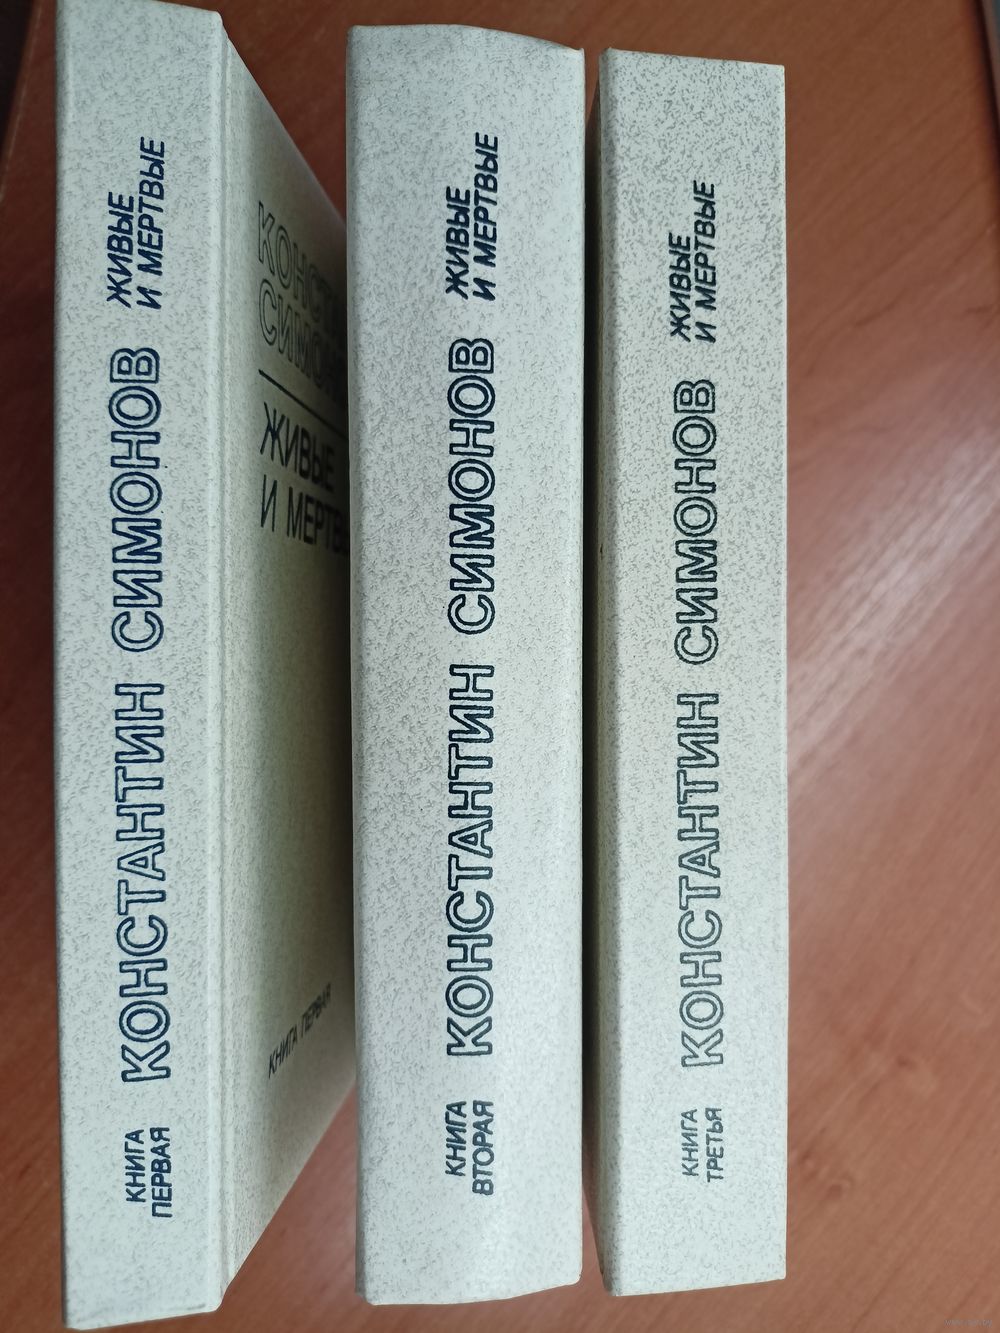 КНИГА
ПЕРВАЯ
КОНСТАНТИН СИМОНОВ
ЖИВЫЕ
И МЕРТВЫЕ
ЖИВЫЕ
И
КНИГА ПЕРВАЯ
КНИГА
ВТОРАЯ
КОНСТАНТИН СИМОНОВ
ЖИВЫЕ
И МЕРТВЫЕ
КНИГА
ТРЕТЬЯ
КОНСТАНТИН СИМОНОВ
ЖИВЫЕ
И МЕРТВЫЕ